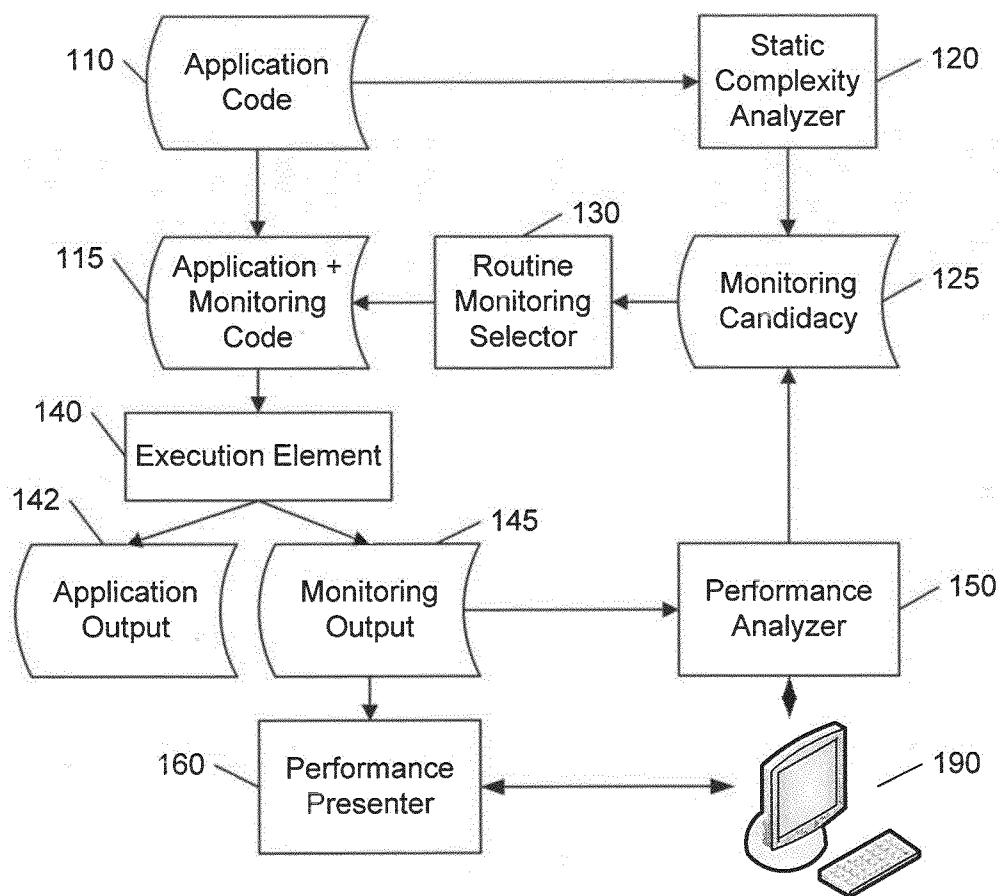 110
Application
Code
Static
Complexity
Analyzer
120
115
Application +
Monitoring
Code
130
Routine
Monitoring
Selector
Monitoring
Candidacy
125
140
Execution Element
142
145
Application
Output
Monitoring
Output
Performance
Analyzer
150
160
Performance
Presenter
190